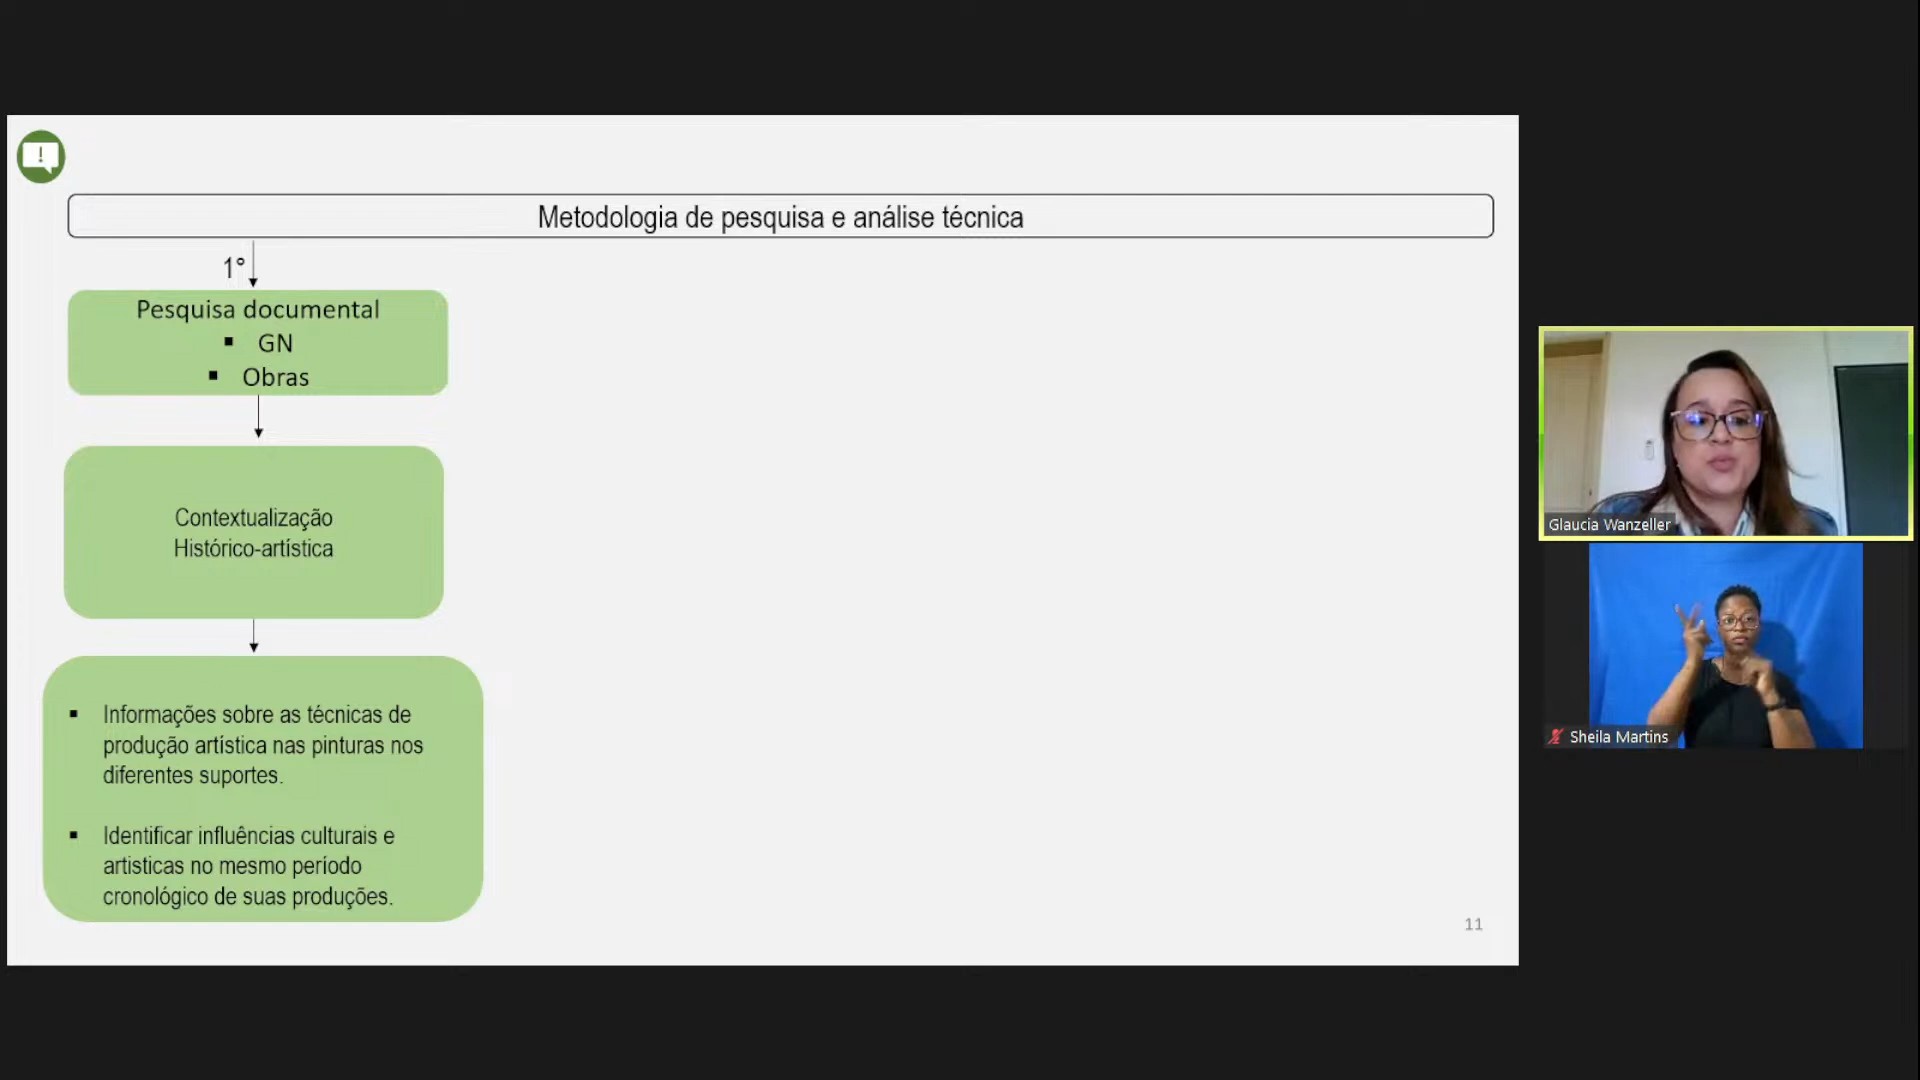 !
Metodologia de pesquisa e análise técnica
1°
Pesquisa documental
▪ GN
▪ Obras
Contextualização
Histórico-artística
▪ Informações sobre as técnicas de
produção artística nas pinturas nos
diferentes suportes.
▪ Identificar influências culturais e
artisticas no mesmo período
cronológico de suas produções.
11
Glaucia Wanzeller
Sheila Martins